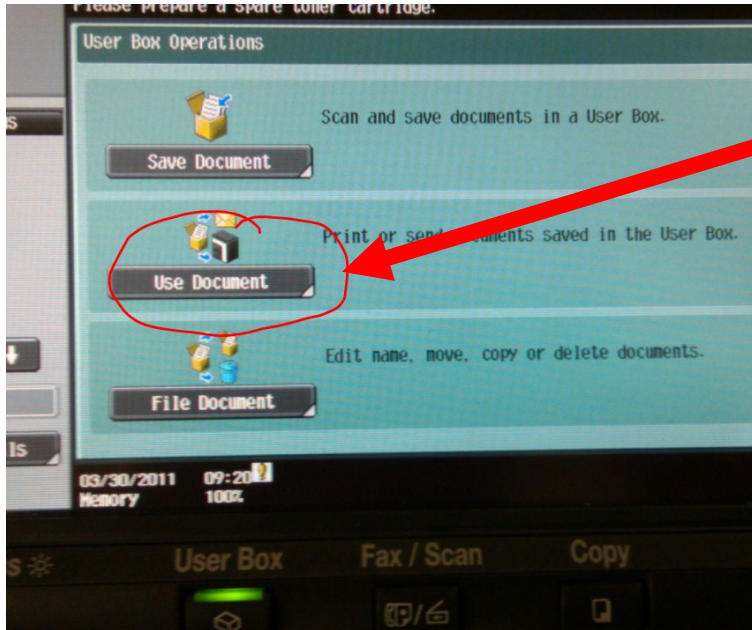 Please prepare a spare toner cartridge.
User Box Operations
Scan and save documents in a User Box.
Save Document
Print or send documents saved in the User Box.
Use Document
Edit name, move, copy or delete documents.
File Document
ls
03/30/2011 09:20
Memory 100%
User Box Fax / Scan Copy